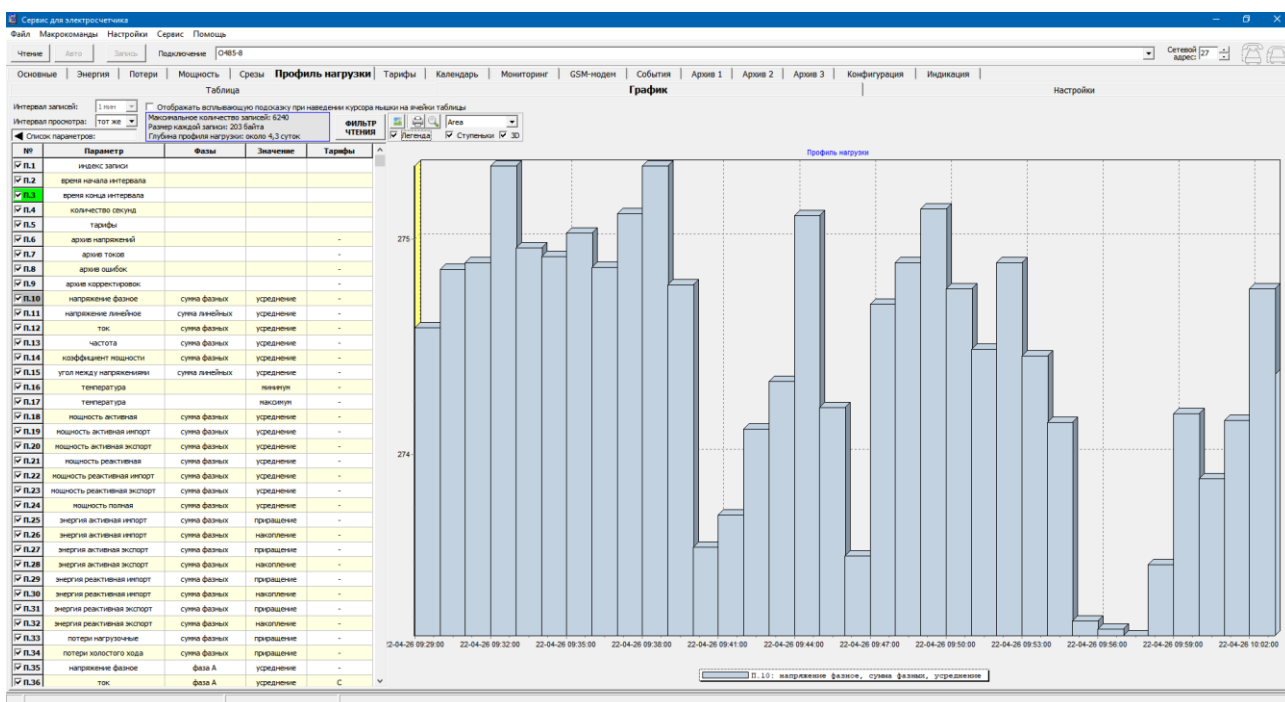 Сервис для электросчетчика
Файл Макрокоманды Настройки Сервис Помощь
Чтение Авто Запись Подключение O485-8 Сетевой адрес: 27
Основные Энергия Потери Мощность Срезы Профиль нагрузки Тарифы Календарь Мониторинг GSM-модем События Архив 1 Архив 2 Архив 3 Конфигурация Индикация
Таблица График Настройки
Интервал записей: 1 мин Отображать всплывающую подсказку при наведении курсора мышки на ячейки таблицы
Интервал просмотра: тот же
Максимальное количество записей: 6240
Размер каждой записи: 203 байта
Глубина профиля нагрузки: около 4,3 суток
ФИЛЬТР ЧТЕНИЯ
Area
Список параметров:
Легенда Ступеньки 3D
№ Параметр Фазы Значение Тарифы
П.1 индекс записи
П.2 время начала интервала
П.3 время конца интервала
П.4 количество секунд
П.5 тарифы
П.6 архив напряжений -
П.7 архив токов -
П.8 архив ошибок -
П.9 архив корректировок -
П.10 напряжение фазное сумма фазных усреднение -
П.11 напряжение линейное сумма линейных усреднение -
П.12 ток сумма фазных усреднение -
П.13 частота сумма фазных усреднение -
П.14 коэффициент мощности сумма фазных усреднение -
П.15 угол между напряжениями сумма линейных усреднение -
П.16 температура минимум -
П.17 температура максимум -
П.18 мощность активная сумма фазных усреднение -
П.19 мощность активная импорт сумма фазных усреднение -
П.20 мощность активная экспорт сумма фазных усреднение -
П.21 мощность реактивная сумма фазных усреднение -
П.22 мощность реактивная импорт сумма фазных усреднение -
П.23 мощность реактивная экспорт сумма фазных усреднение -
П.24 мощность полная сумма фазных усреднение -
П.25 энергия активная импорт сумма фазных приращение -
П.26 энергия активная импорт сумма фазных накопление -
П.27 энергия активная экспорт сумма фазных приращение -
П.28 энергия активная экспорт сумма фазных накопление -
П.29 энергия реактивная импорт сумма фазных приращение -
П.30 энергия реактивная импорт сумма фазных накопление -
П.31 энергия реактивная экспорт сумма фазных приращение -
П.32 энергия реактивная экспорт сумма фазных накопление -
П.33 потери нагрузочные сумма фазных приращение -
П.34 потери холостого хода сумма фазных приращение -
П.35 напряжение фазное фаза A усреднение -
П.36 ток фаза A усреднение C
Профиль нагрузки
275
274
2-04-26 09:29:00 22-04-26 09:32:00 22-04-26 09:35:00 22-04-26 09:38:00 22-04-26 09:41:00 22-04-26 09:44:00 22-04-26 09:47:00 22-04-26 09:50:00 22-04-26 09:53:00 22-04-26 09:56:00 22-04-26 09:59:00 22-04-26 10:02:00
П.10: напряжение фазное, сумма фазных, усреднение